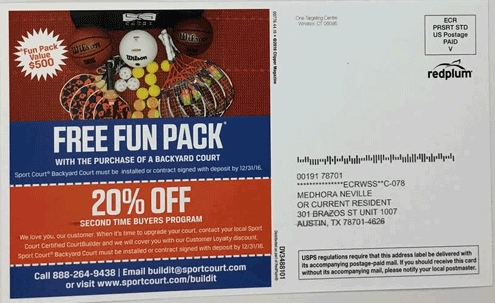 Fun Pack
Value
$500
Wilson
Wilson
FREE FUN PACK*
WITH THE PURCHASE OF A BACKYARD COURT
Sport Court® Backyard Court must be installed or contract signed with deposit by 12/31/16.
20% OFF
SECOND TIME BUYERS PROGRAM
We love you, our customer. When it's time to upgrade your court, contact your local Sport
Court Certified CourtBuilder and we will cover you with our Customer Loyalty discount.
Sport Court® Backyard Court must be installed or contract signed with deposit by 12/31/16.
Call 888-264-9438 | Email buildit@sportcourt.com
or visit www.sportcourt.com/buildit
©2016 Clipper Magazine
DW3488101
One Targeting Centre
Windsor, CT 06095
ECR
PRSRT STD
US Postage
PAID
V
redplum
00191 78701
***************ECRWSS**C-078
MEDHORA NEVILLE
OR CURRENT RESIDENT
301 BRAZOS ST UNIT 1007
AUSTIN, TX 78701-4626
USPS regulations require that this address label be delivered with
its accompanying postage-paid mail. If you should receive this card
without its accompanying mail, please notify your local postmaster.